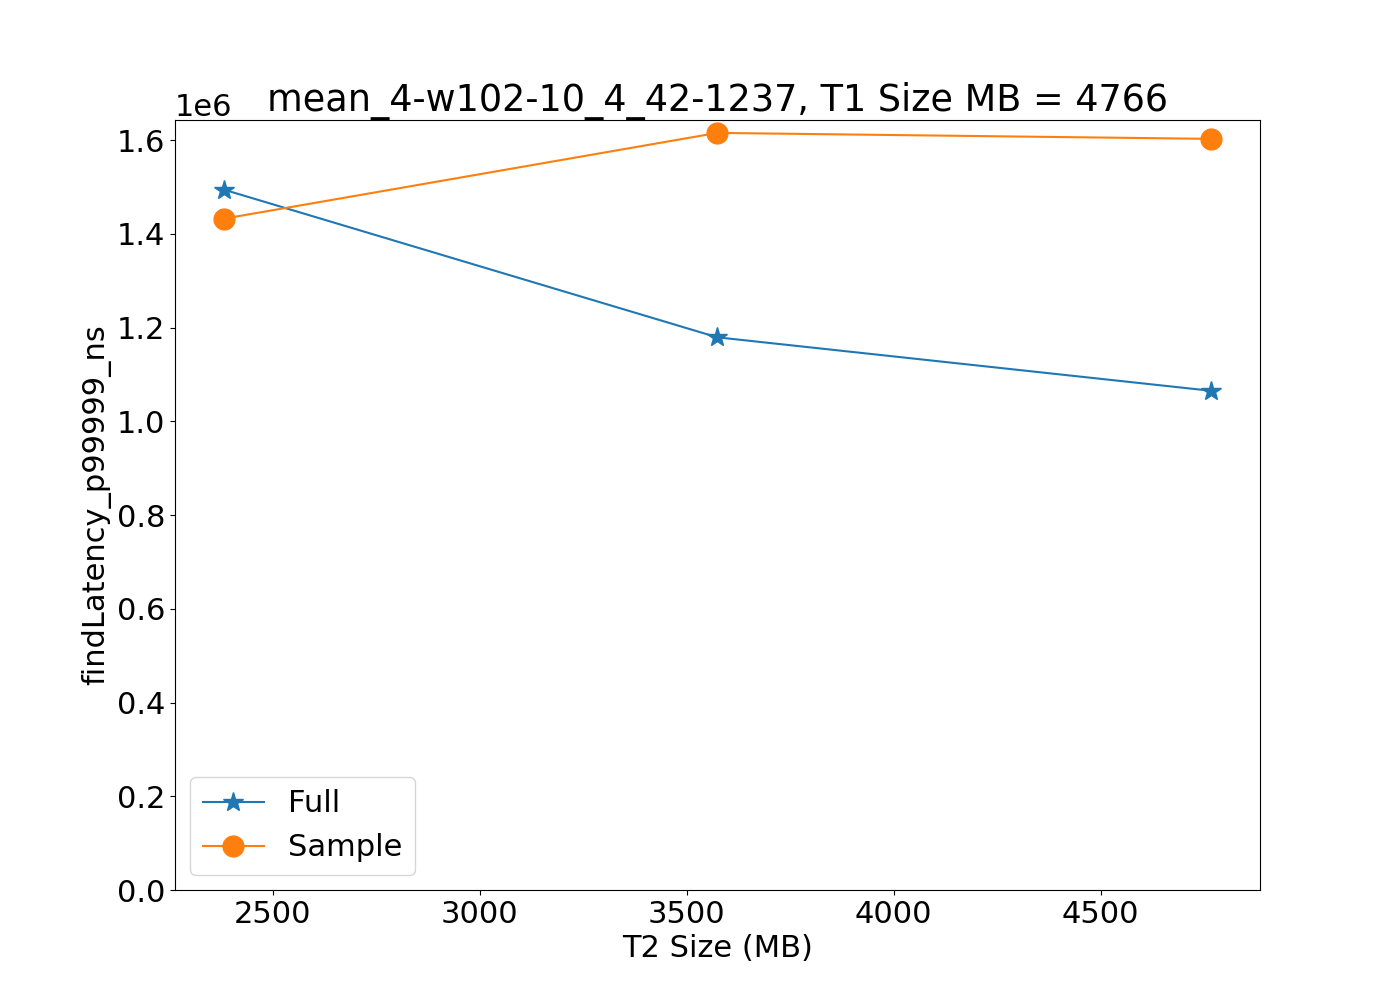 1e6
mean_4-w102-10_4_42-1237, T1 Size MB = 4766
1.6
1.4
1.2
1.0
0.8
0.6
0.4
0.2
0.0
findLatency_p99999_ns
Full
Sample
2500 3000 3500 4000 4500
T2 Size (MB)